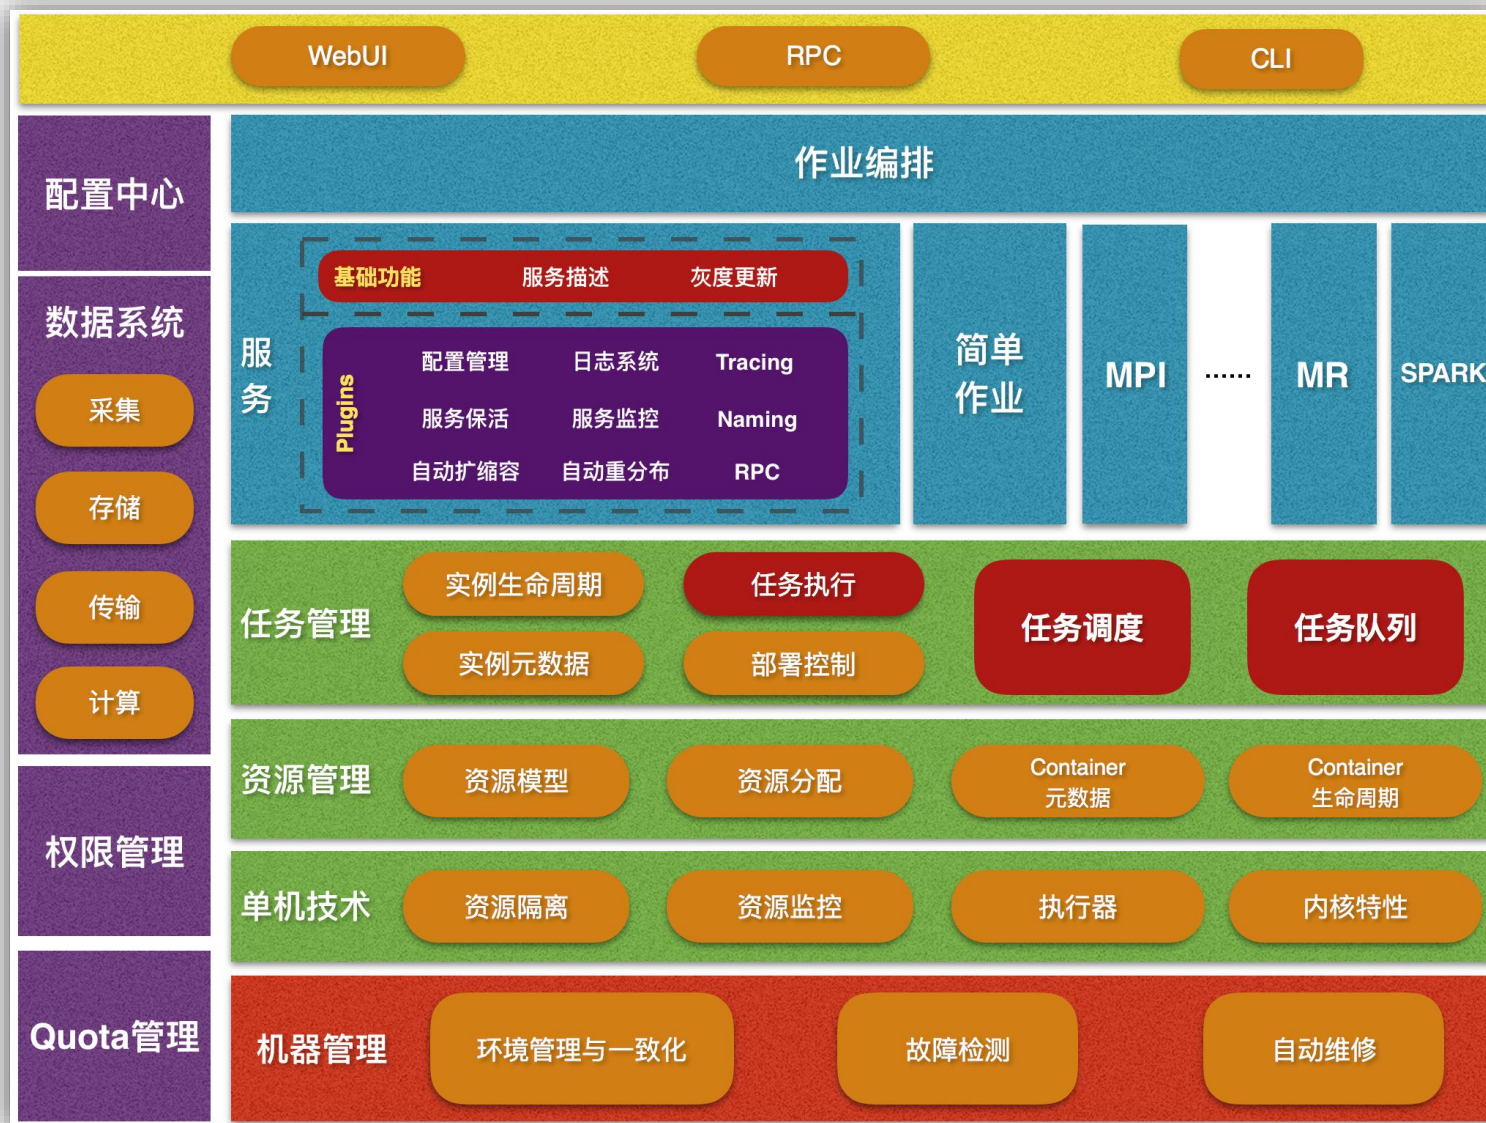 WebUI
RPC
CLI
配置中心
数据系统
采集
存储
传输
计算
权限管理
Quota管理
作业编排
服
务
基础功能 服务描述 灰度更新
Plugins
配置管理 日志系统 Tracing
服务保活 服务监控 Naming
自动扩缩容 自动重分布 RPC
简单
作业
MPI
......
MR
SPARK
任务管理
实例生命周期
任务执行
实例元数据
部署控制
任务调度
任务队列
资源管理
资源模型
资源分配
Container
元数据
Container
生命周期
单机技术
资源隔离
资源监控
执行器
内核特性
机器管理
环境管理与一致化
故障检测
自动维修